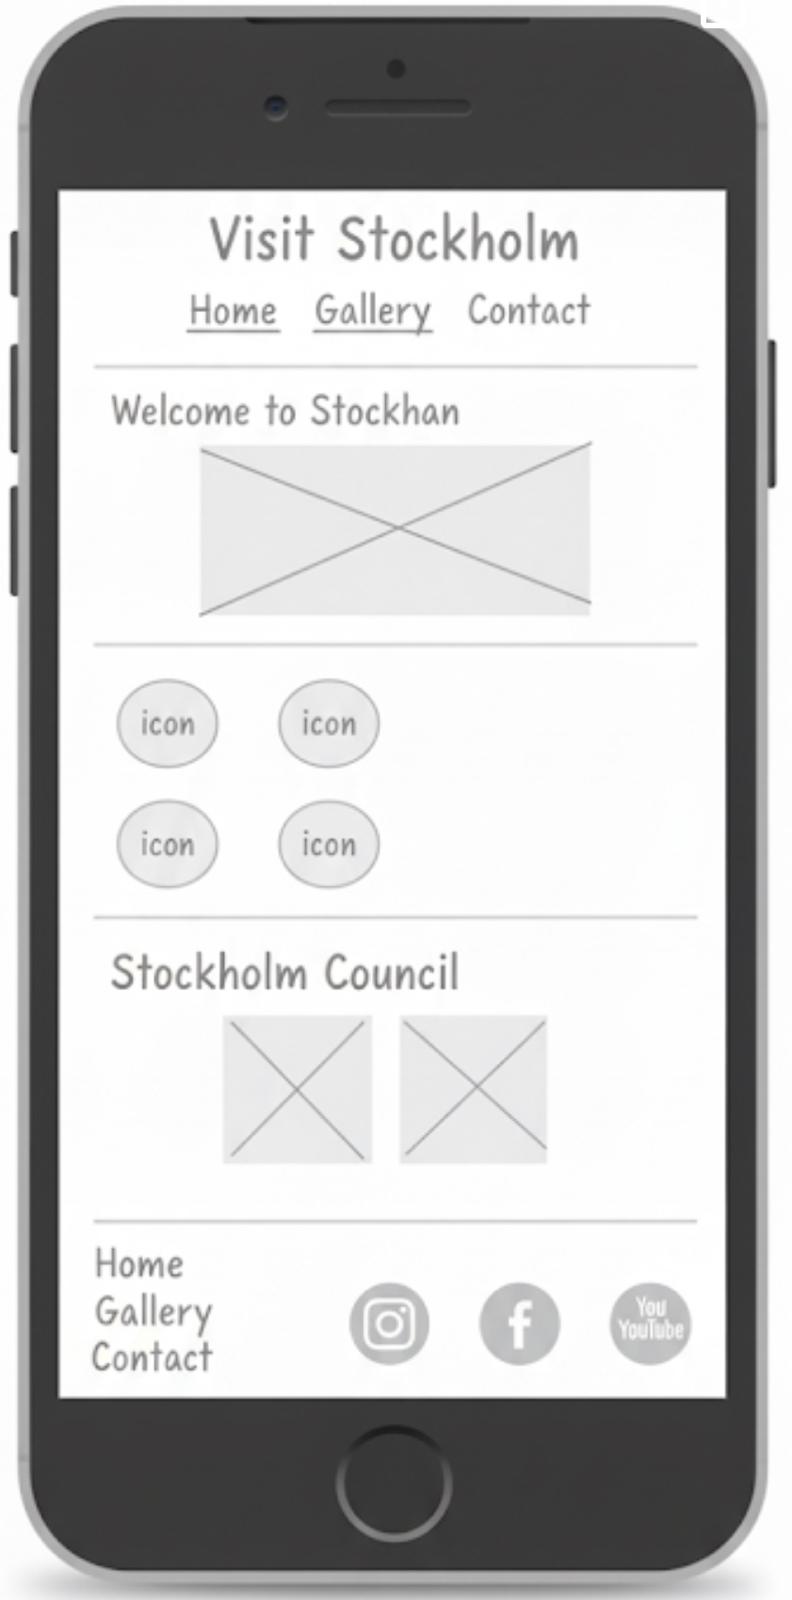 Visit Stockholm
Home Gallery Contact
Welcome to Stockhan
icon icon
icon icon
Stockholm Council
Home
Gallery
Contact
f
You
YouTube